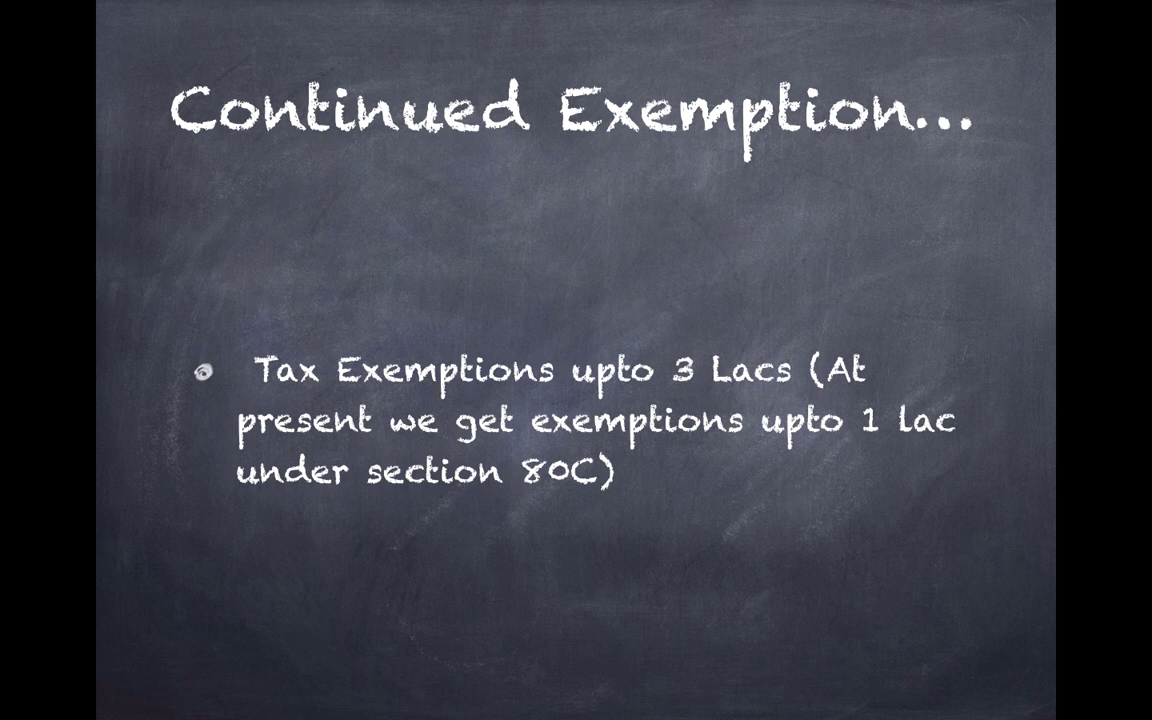 Continued Exemption...
Tax Exemptions upto 3 Lacs (At
present we get exemptions upto 1 lac
under section 80C)